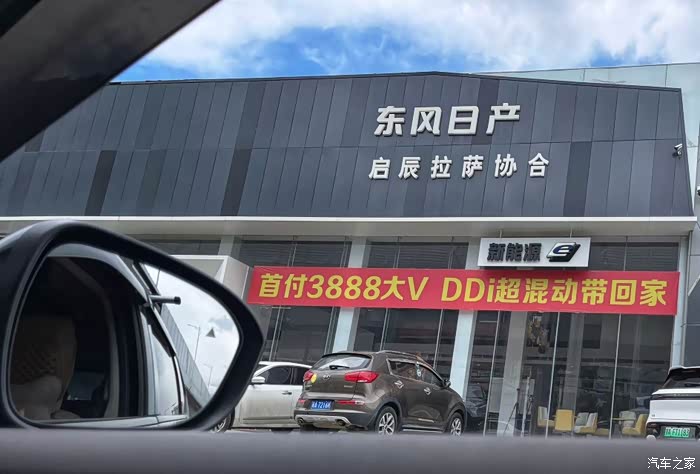 东风日产
启辰拉萨协合
新能源 e
首付3888大V DDi超混动带回家
汽车之家